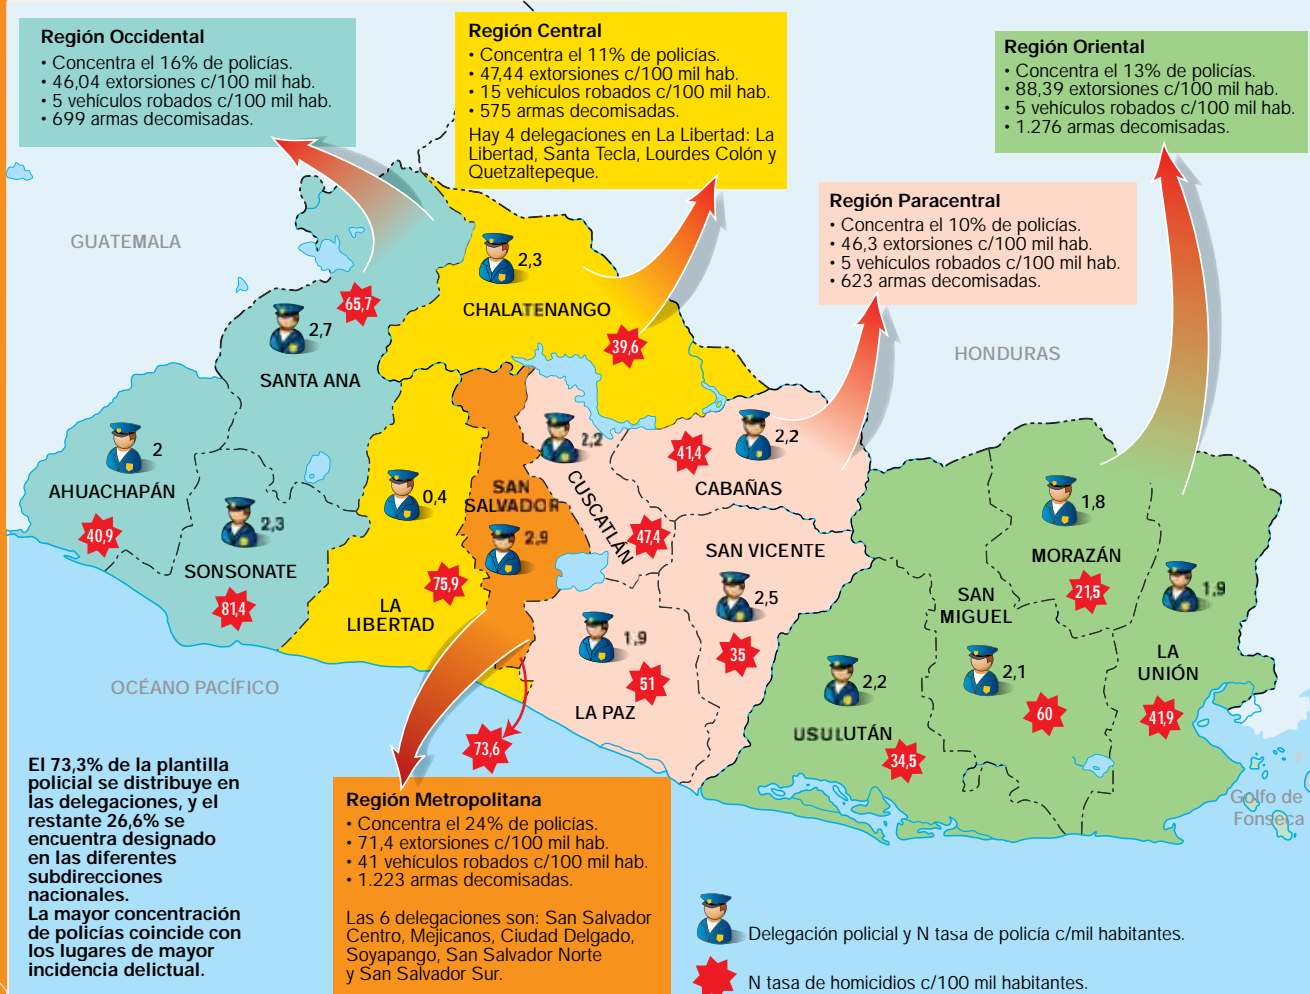 Región Occidental
• Concentra el 16% de policías.
• 46,04 extorsiones c/100 mil hab.
• 5 vehículos robados c/100 mil hab.
• 699 armas decomisadas.
Región Central
• Concentra el 11% de policías.
• 47,44 extorsiones c/100 mil hab.
• 15 vehículos robados c/100 mil hab.
• 575 armas decomisadas.
Hay 4 delegaciones en La Libertad: La
Libertad, Santa Tecla, Lourdes Colón y
Quetzaltepeque.
Región Oriental
• Concentra el 13% de policías.
• 88,39 extorsiones c/100 mil hab.
• 5 vehículos robados c/100 mil hab.
• 1.276 armas decomisadas.
Región Paracentral
• Concentra el 10% de policías.
• 46,3 extorsiones c/100 mil hab.
• 5 vehículos robados c/100 mil hab.
• 623 armas decomisadas.
GUATEMALA
HONDURAS
2,3
CHALATENANGO
39,6
65,7
2,7
SANTA ANA
2
AHUACHAPÁN
40,9
2,3
SONSONATE
81,4
0,4
75,9
LA
LIBERTAD
SAN
SALVADOR
2,9
73,6
2,2
CUSCATLÁN
47,4
41,4
2,2
CABAÑAS
SAN VICENTE
2,5
35
1,9
51
LA PAZ
1,8
MORAZÁN
21,5
SAN
MIGUEL
2,1
60
1,9
LA
UNIÓN
41,9
2,2
USULUTÁN
34,5
OCÉANO PACÍFICO
Golfo de
Fonseca
El 73,3% de la plantilla
policial se distribuye en
las delegaciones, y el
restante 26,6% se
encuentra designado
en las diferentes
subdirecciones
nacionales.
La mayor concentración
de policías coincide con
los lugares de mayor
incidencia delictual.
Región Metropolitana
• Concentra el 24% de policías.
• 71,4 extorsiones c/100 mil hab.
• 41 vehículos robados c/100 mil hab.
• 1.223 armas decomisadas.
Las 6 delegaciones son: San Salvador
Centro, Mejicanos, Ciudad Delgado,
Soyapango, San Salvador Norte
y San Salvador Sur.
Delegación policial y N tasa de policía c/mil habitantes.
N tasa de homicidios c/100 mil habitantes.